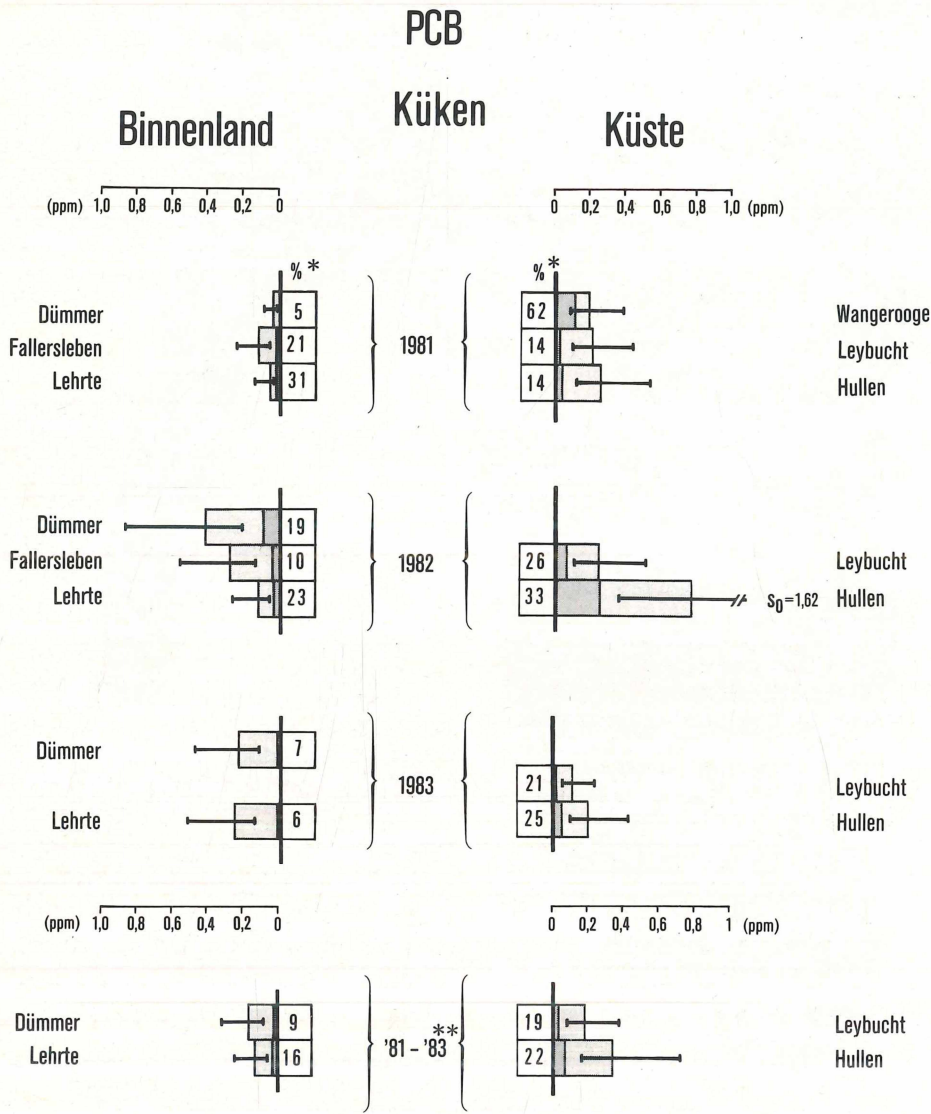 PCB
Küken
Binnenland Küste
(ppm) 1,0 0,8 0,6 0,4 0,2 0 0 0,2 0,4 0,6 0,8 1,0 (ppm)
% * % *
Dümmer 5 62 Wangerooge
Fallersleben 21 1981 14 Leybucht
Lehrte 31 14 Hullen
Dümmer 19
Fallersleben 10 1982 26 Leybucht
Lehrte 23 33 S0=1,62 Hullen
Dümmer 7
1983 21 Leybucht
Lehrte 6 25 Hullen
(ppm) 1,0 0,8 0,6 0,4 0,2 0 0 0,2 0,4 0,6 0,8 1 (ppm)
Dümmer 9 19 Leybucht
'81 - '83**
Lehrte 16 22 Hullen